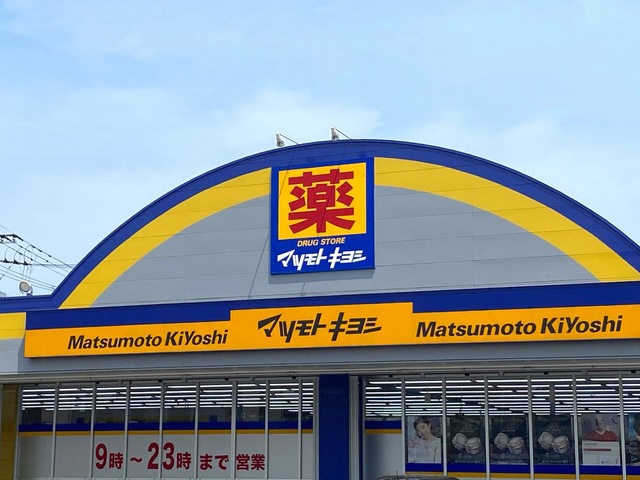 薬
DRUG STORE
マツモトキヨシ
Matsumoto KiYoshi
マツモトキヨシ
Matsumoto KiYoshi
9時～23時 まで 営業